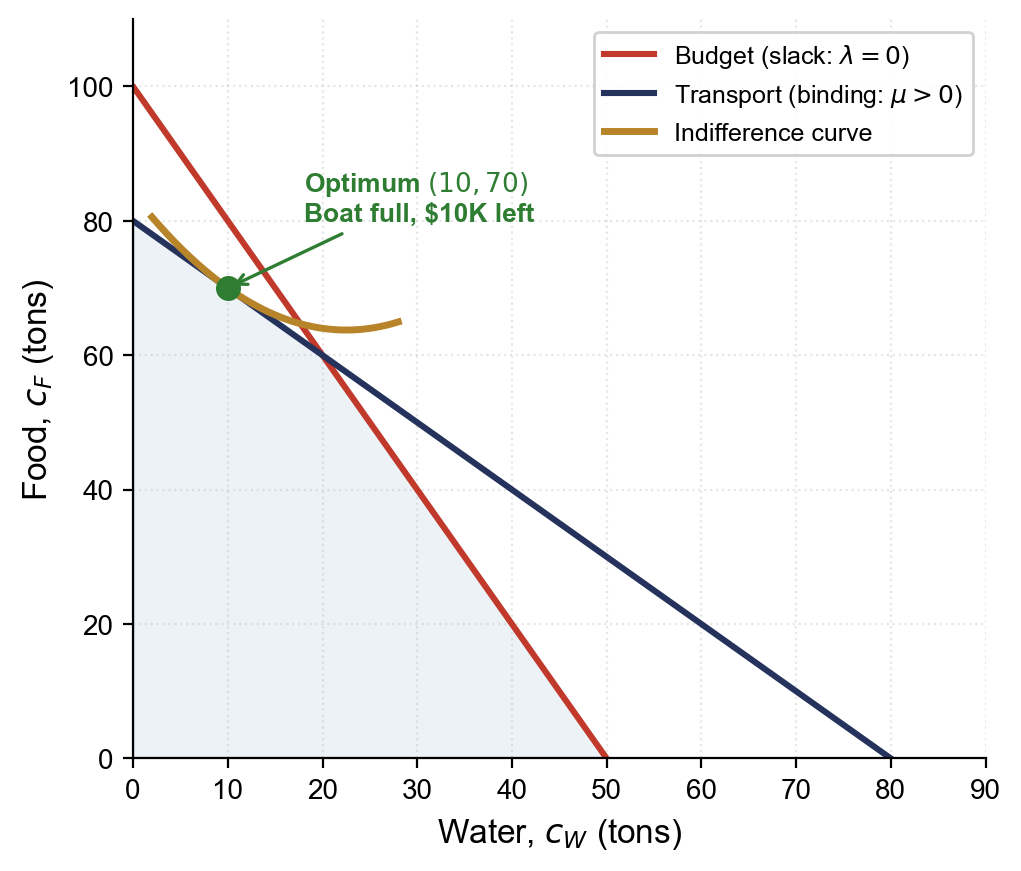 Budget (slack: λ = 0)
Transport (binding: μ > 0)
Indifference curve
Optimum (10, 70)
Boat full, $10K left
Food, c_F (tons)
100
80
60
40
20
0
0 10 20 30 40 50 60 70 80 90
Water, c_W (tons)